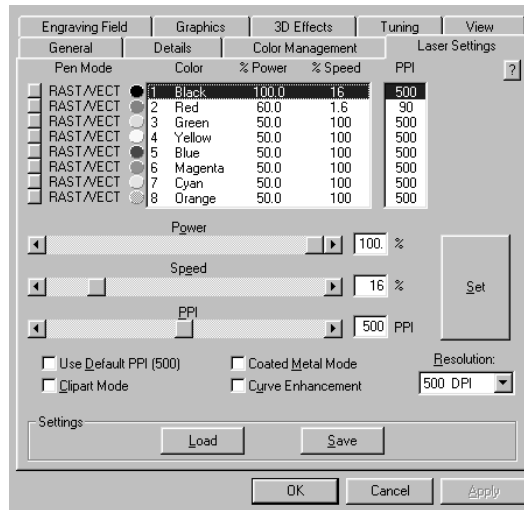 Engraving Field Graphics 3D Effects Tuning View
General Details Color Management Laser Settings
Pen Mode Color % Power % Speed PPI
?
RAST/VECT 1 Black 100.0 16 500
RAST/VECT 2 Red 60.0 1.6 90
RAST/VECT 3 Green 50.0 100 500
RAST/VECT 4 Yellow 50.0 100 500
RAST/VECT 5 Blue 50.0 100 500
RAST/VECT 6 Magenta 50.0 100 500
RAST/VECT 7 Cyan 50.0 100 500
RAST/VECT 8 Orange 50.0 100 500
Power
100. %
Speed
16 % Set
PPI
500 PPI
Use Default PPI (500) Coated Metal Mode Resolution:
Clipart Mode Curve Enhancement 500 DPI
Settings
Load Save
OK Cancel Apply